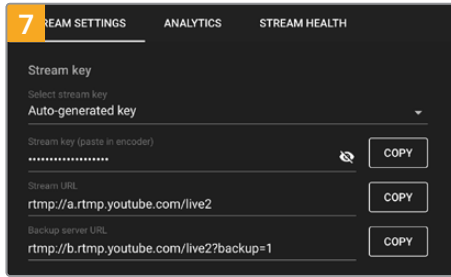 7
REAM SETTINGS ANALYTICS STREAM HEALTH
Stream key
Select stream key
Auto-generated key
Stream key (paste in encoder)
••••••••••••••••••• COPY
Stream URL
rtmp://a.rtmp.youtube.com/live2 COPY
Backup server URL
rtmp://b.rtmp.youtube.com/live2?backup=1 COPY